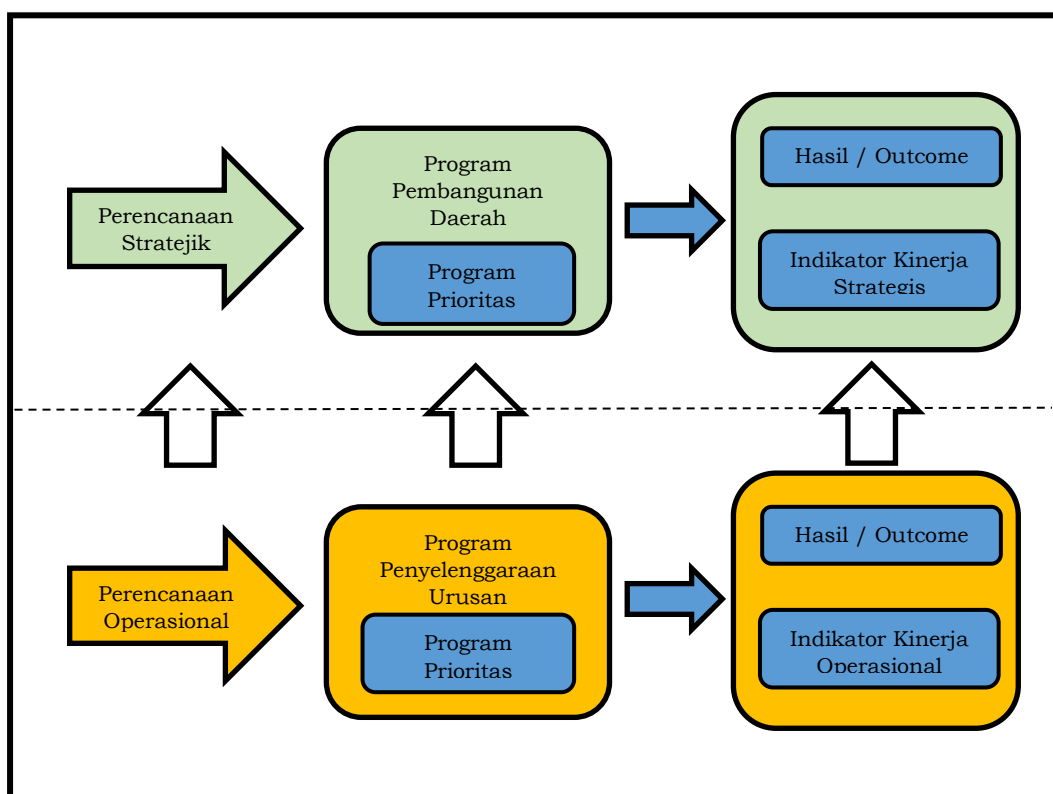 Perencanaan
Stratejik
Program
Pembangunan
Daerah
Program
Prioritas
Hasil / Outcome
Indikator Kinerja
Strategis
Perencanaan
Operasional
Program
Penyelenggaraan
Urusan
Program
Prioritas
Hasil / Outcome
Indikator Kinerja
Operasional